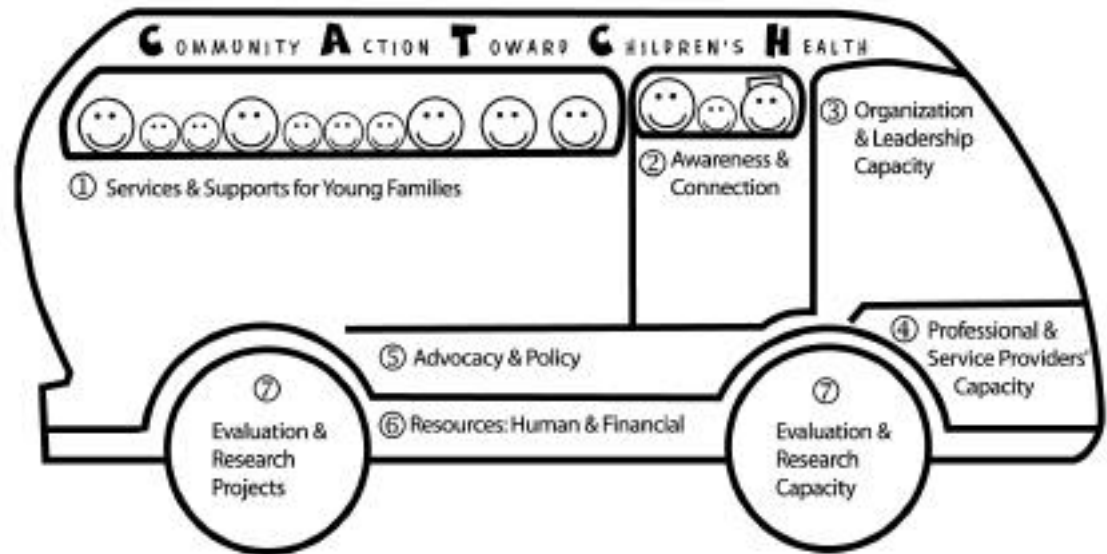 COMMUNITY ACTION TOWARD CHILDREN'S HEALTH
① Services & Supports for Young Families
② Awareness &
Connection
③ Organization
& Leadership
Capacity
④ Professional &
Service Providers'
Capacity
⑤ Advocacy & Policy
⑥ Resources: Human & Financial
⑦
Evaluation &
Research
Projects
⑦
Evaluation &
Research
Capacity